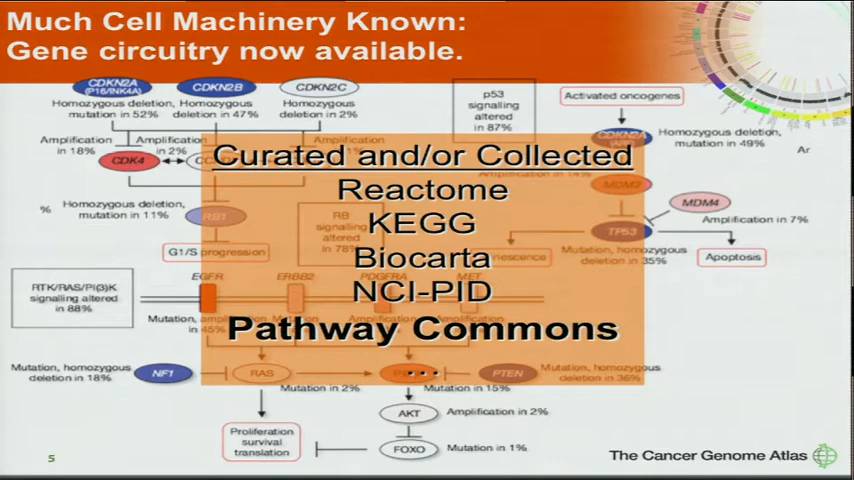 Much Cell Machinery Known:
Gene circuitry now available.
CDKN2A
(P16/INK4A)
CDKN2B
CDKN2C
Homozygous deletion,
mutation in 52%
Homozygous
deletion in 47%
Homozygous
deletion in 2%
p53
signalling
altered
in 87%
Activated oncogenes
CDKN2A
Homozygous deletion,
mutation in 49%
Ar
Amplification
in 18%
Amplification
in 2%
CDK4
Curated and/or Collected
Reactome
KEGG
Biocarta
NCI-PID
Pathway Commons
...
MDM2
MDM4
Amplification in 7%
%
Homozygous deletion,
mutation in 11%
RB1
RB
signalling
altered
in 78%
TP53
G1/S progression
Mutation, homozygous
deletion in 35%
Apoptosis
RTK/RAS/PI(3)K
signalling altered
in 88%
EGFR
ERBB2
PDGFRA
MET
Mutation, amplification
in 45%
Mutation, homozygous
deletion in 18%
NF1
RAS
PTEN
Mutation, homozygous
deletion in 36%
Mutation in 2%
Mutation in 15%
AKT
Amplification in 2%
Proliferation
survival
translation
FOXO
Mutation in 1%
5
The Cancer Genome Atlas